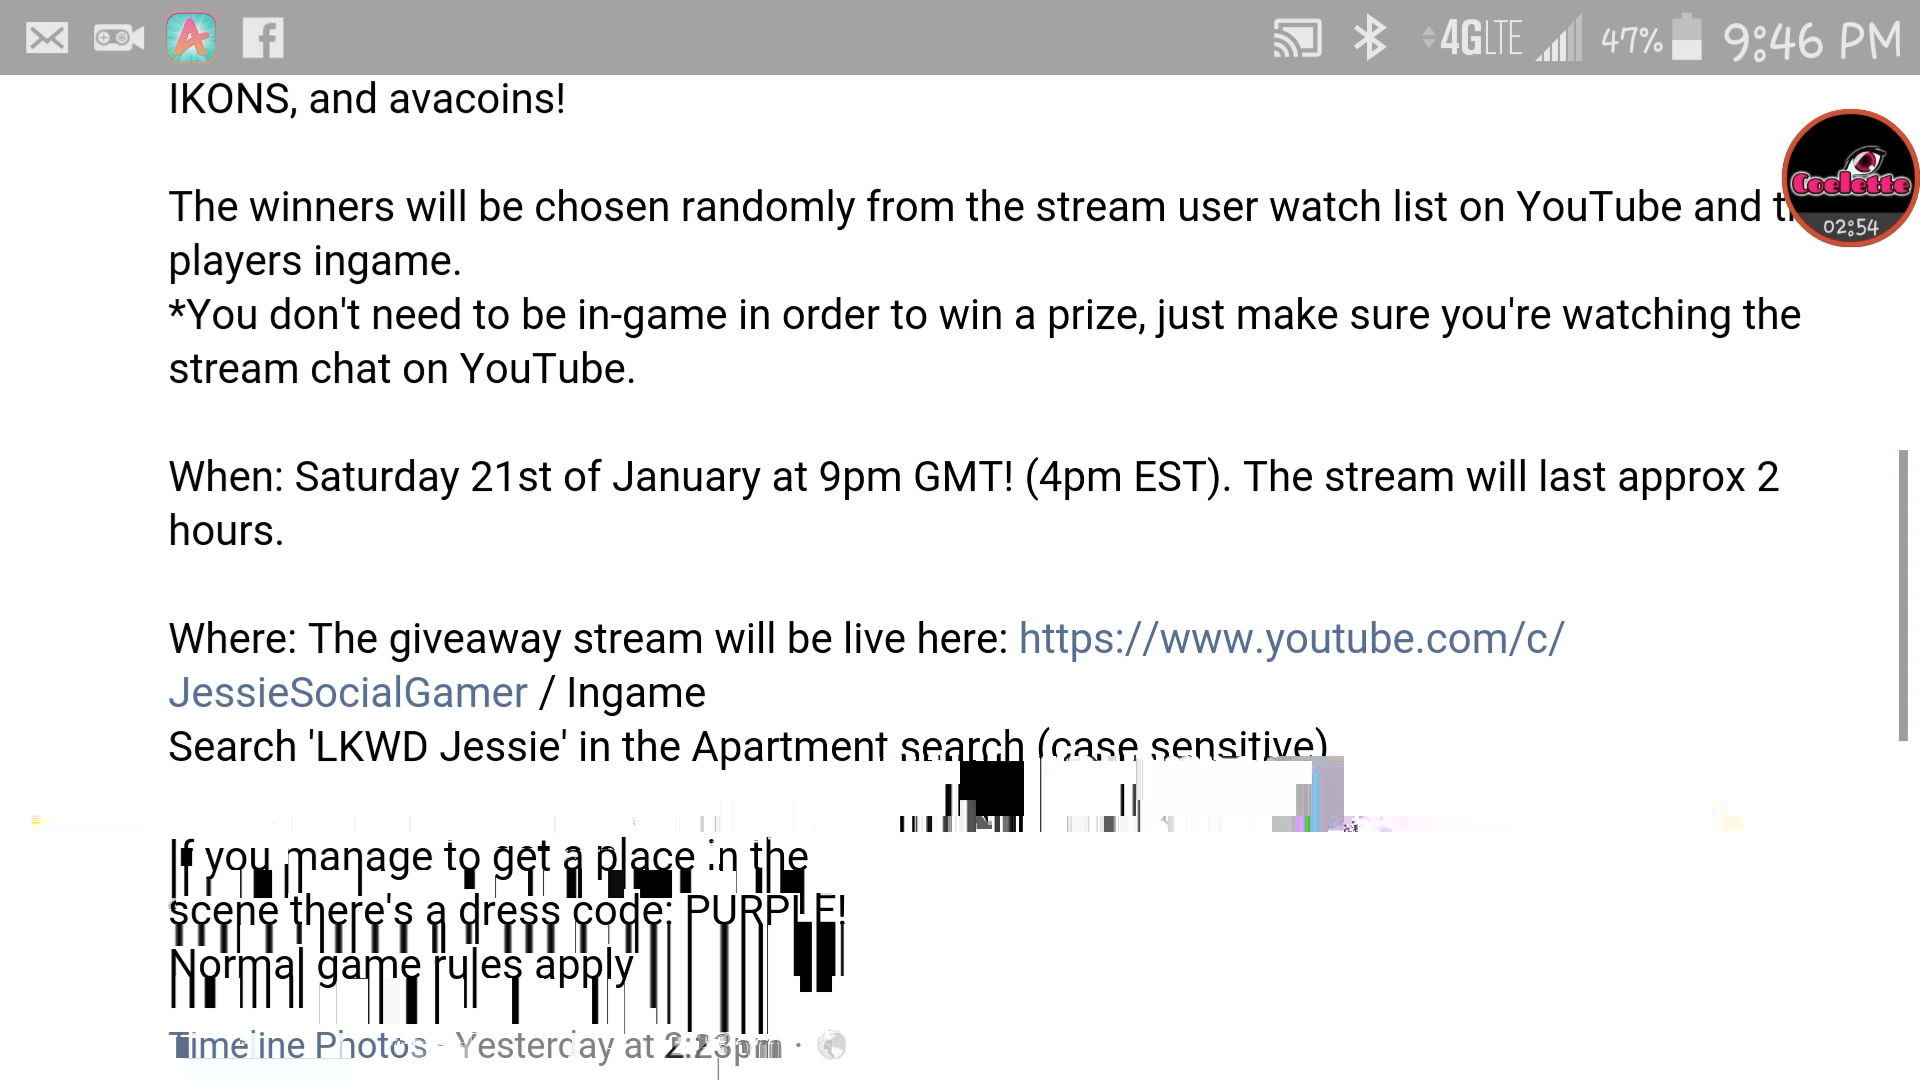 47% 4GLTE 9:46 PM
IKONS, and avacoins!
Coelette
02:54
The winners will be chosen randomly from the stream user watch list on YouTube and
players ingame.
*You don't need to be in-game in order to win a prize, just make sure you're watching the
stream chat on YouTube.
When: Saturday 21st of January at 9pm GMT! (4pm EST). The stream will last approx 2
hours.
Where: The giveaway stream will be live here: https://www.youtube.com/c/
JessieSocialGamer / Ingame
Search 'LKWD Jessie' in the Apartment search (case sensitive)
If you manage to get a place in the
scene there's a dress code: PURPLE!
Normal game rules apply
Timeline Photos · Yesterday at 2:23pm ·